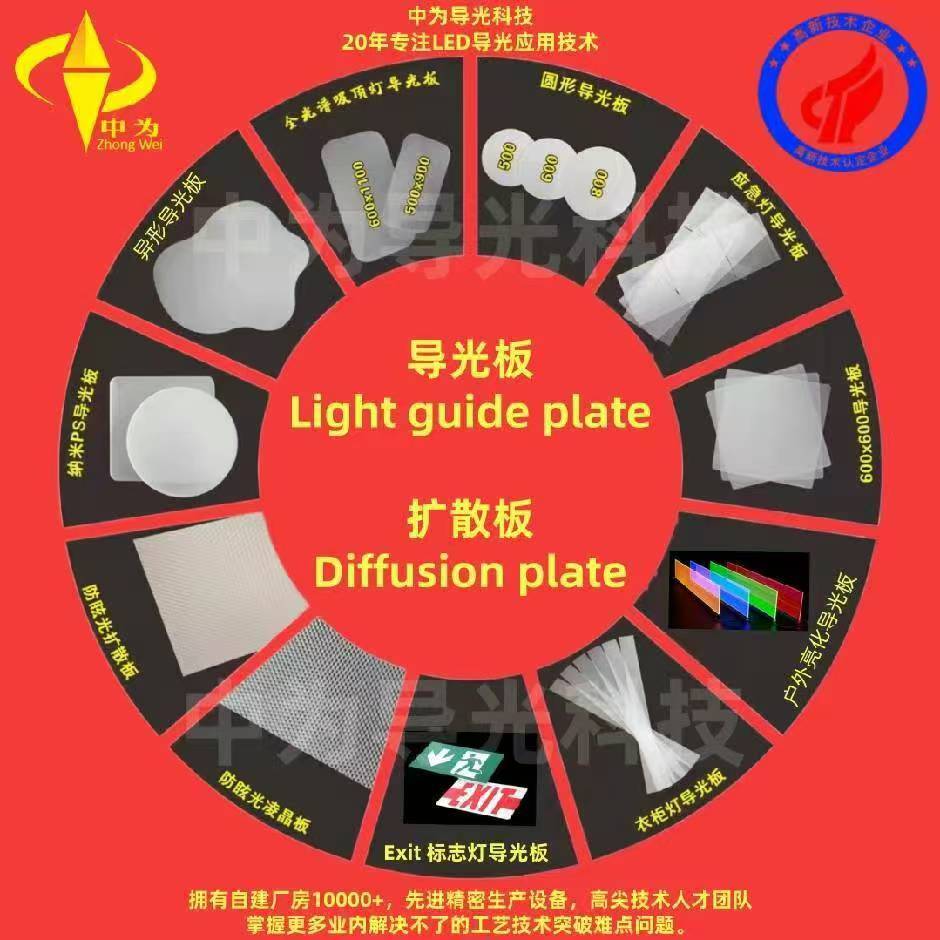 中为导光科技
20年专注LED导光应用技术
中为
Zhong Wei
高新技术企业
高新技术认定企业
全光谱吸顶灯导光板
600×1100
500×900
圆形导光板
500
600
800
应急灯导光板
异形导光板
中为导光科技
纳米PS导光板
600x600导光板
导光板
Light guide plate
扩散板
Diffusion plate
防眩光扩散板
户外亮化导光板
中为导光科技
防眩光凌晶板
EXIT
Exit 标志灯导光板
衣柜灯导光板
拥有自建厂房10000+，先进精密生产设备，高尖技术人才团队
掌握更多业内解决不了的工艺技术突破难点问题。